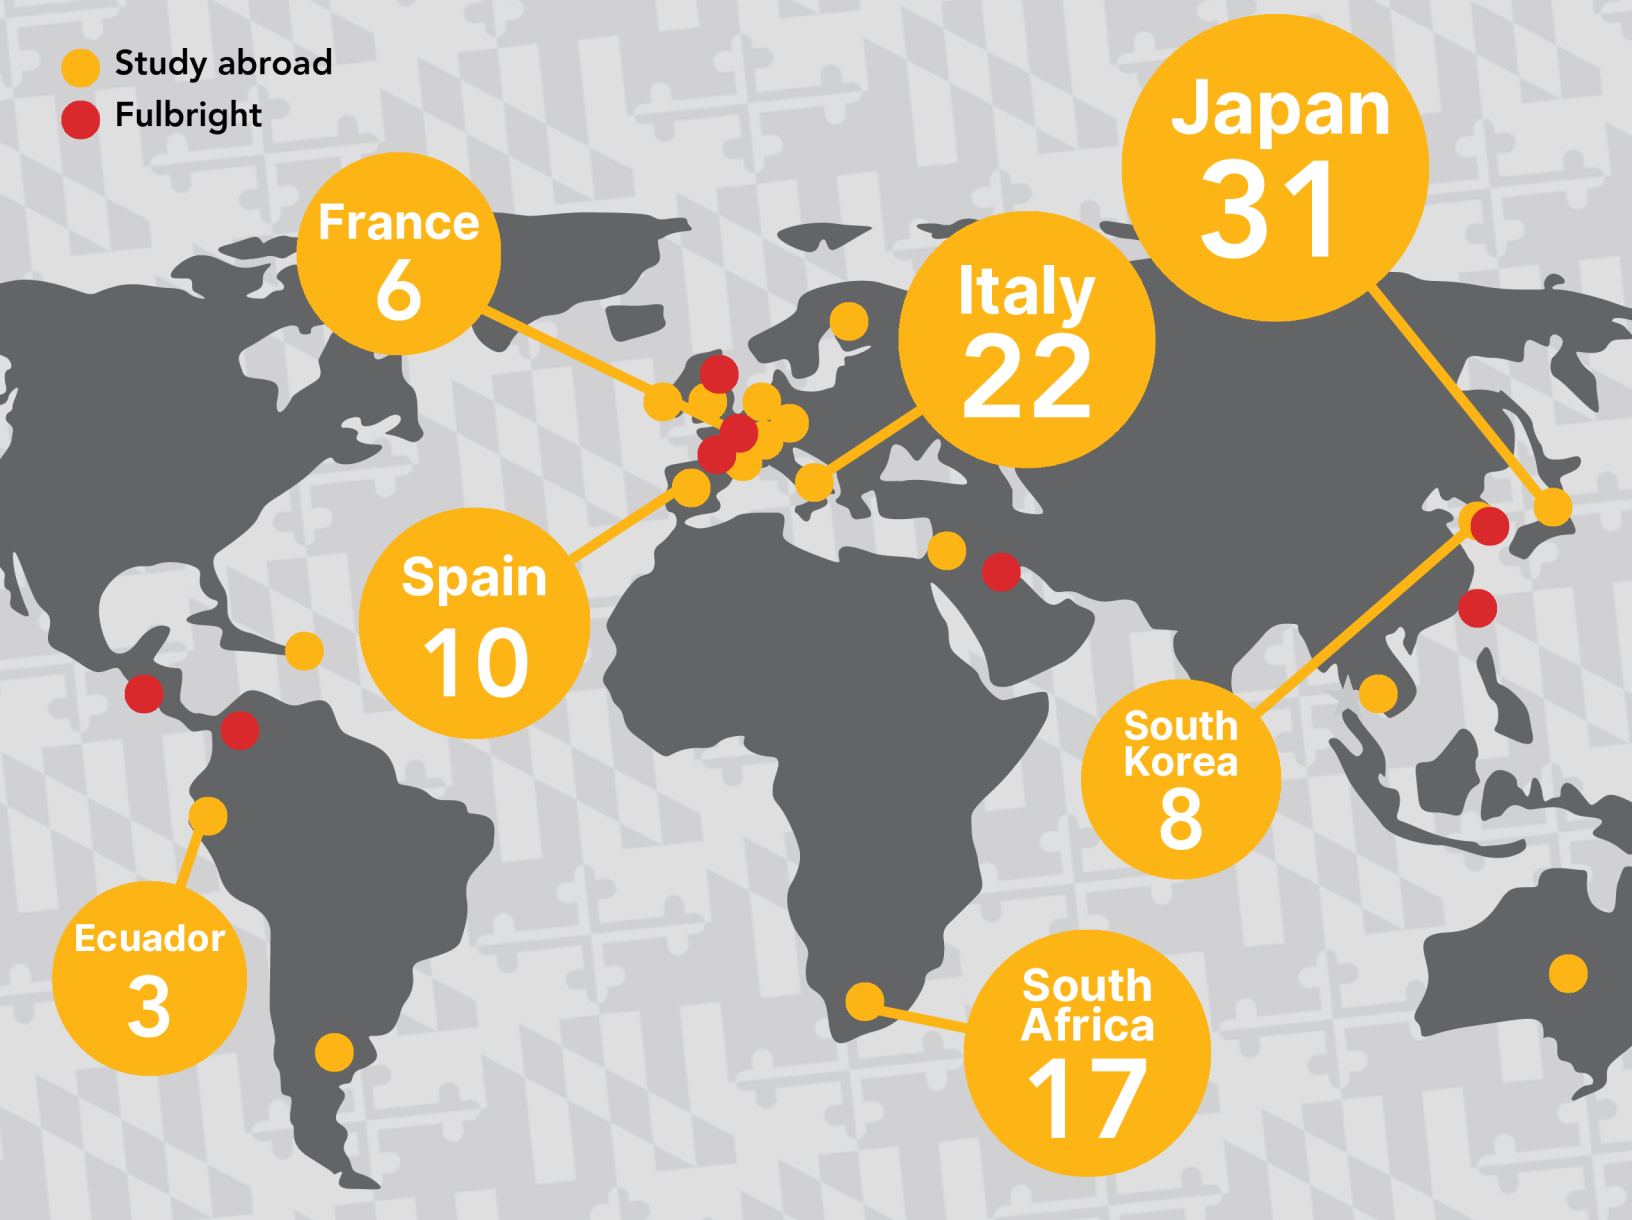 Study abroad
Fulbright
Japan
31
France
6
Italy
22
Spain
10
South
Korea
8
Ecuador
3
South
Africa
17